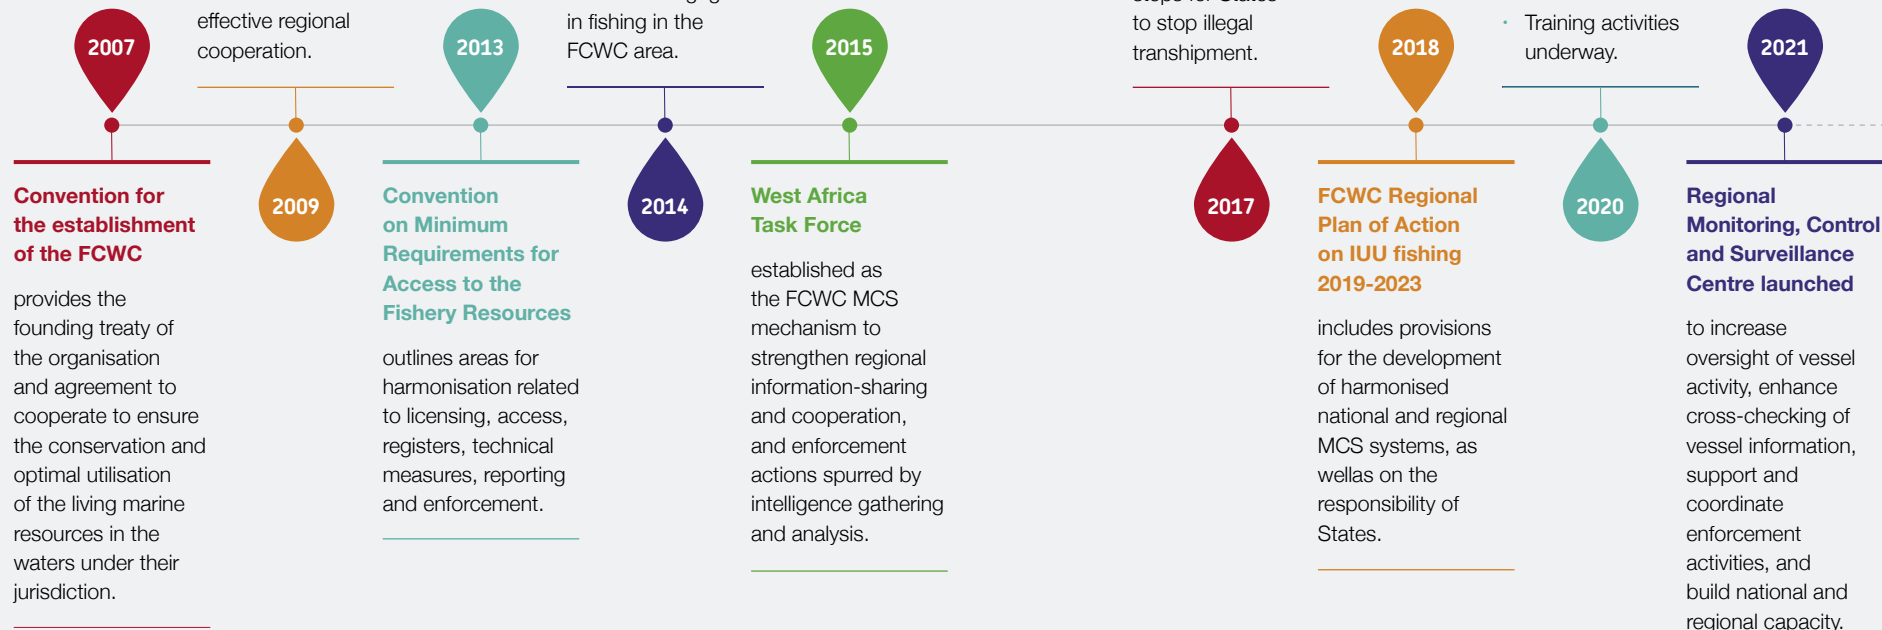 2007
Convention for
the establishment
of the FCWC
provides the
founding treaty of
the organisation
and agreement to
cooperate to ensure
the conservation and
optimal utilisation
of the living marine
resources in the
waters under their
jurisdiction.
effective regional
cooperation.
2009
2013
Convention
on Minimum
Requirements for
Access to the
Fishery Resources
outlines areas for
harmonisation related
to licensing, access,
registers, technical
measures, reporting
and enforcement.
in fishing in the
FCWC area.
2014
2015
West Africa
Task Force
established as
the FCWC MCS
mechanism to
strengthen regional
information-sharing
and cooperation,
and enforcement
actions spurred by
intelligence gathering
and analysis.
to stop illegal
transhipment.
2017
2018
FCWC Regional
Plan of Action
on IUU fishing
2019-2023
includes provisions
for the development
of harmonised
national and regional
MCS systems, as
wellas on the
responsibility of
States.
• Training activities
underway.
2020
2021
Regional
Monitoring, Control
and Surveillance
Centre launched
to increase
oversight of vessel
activity, enhance
cross-checking of
vessel information,
support and
coordinate
enforcement
activities, and
build national and
regional capacity.